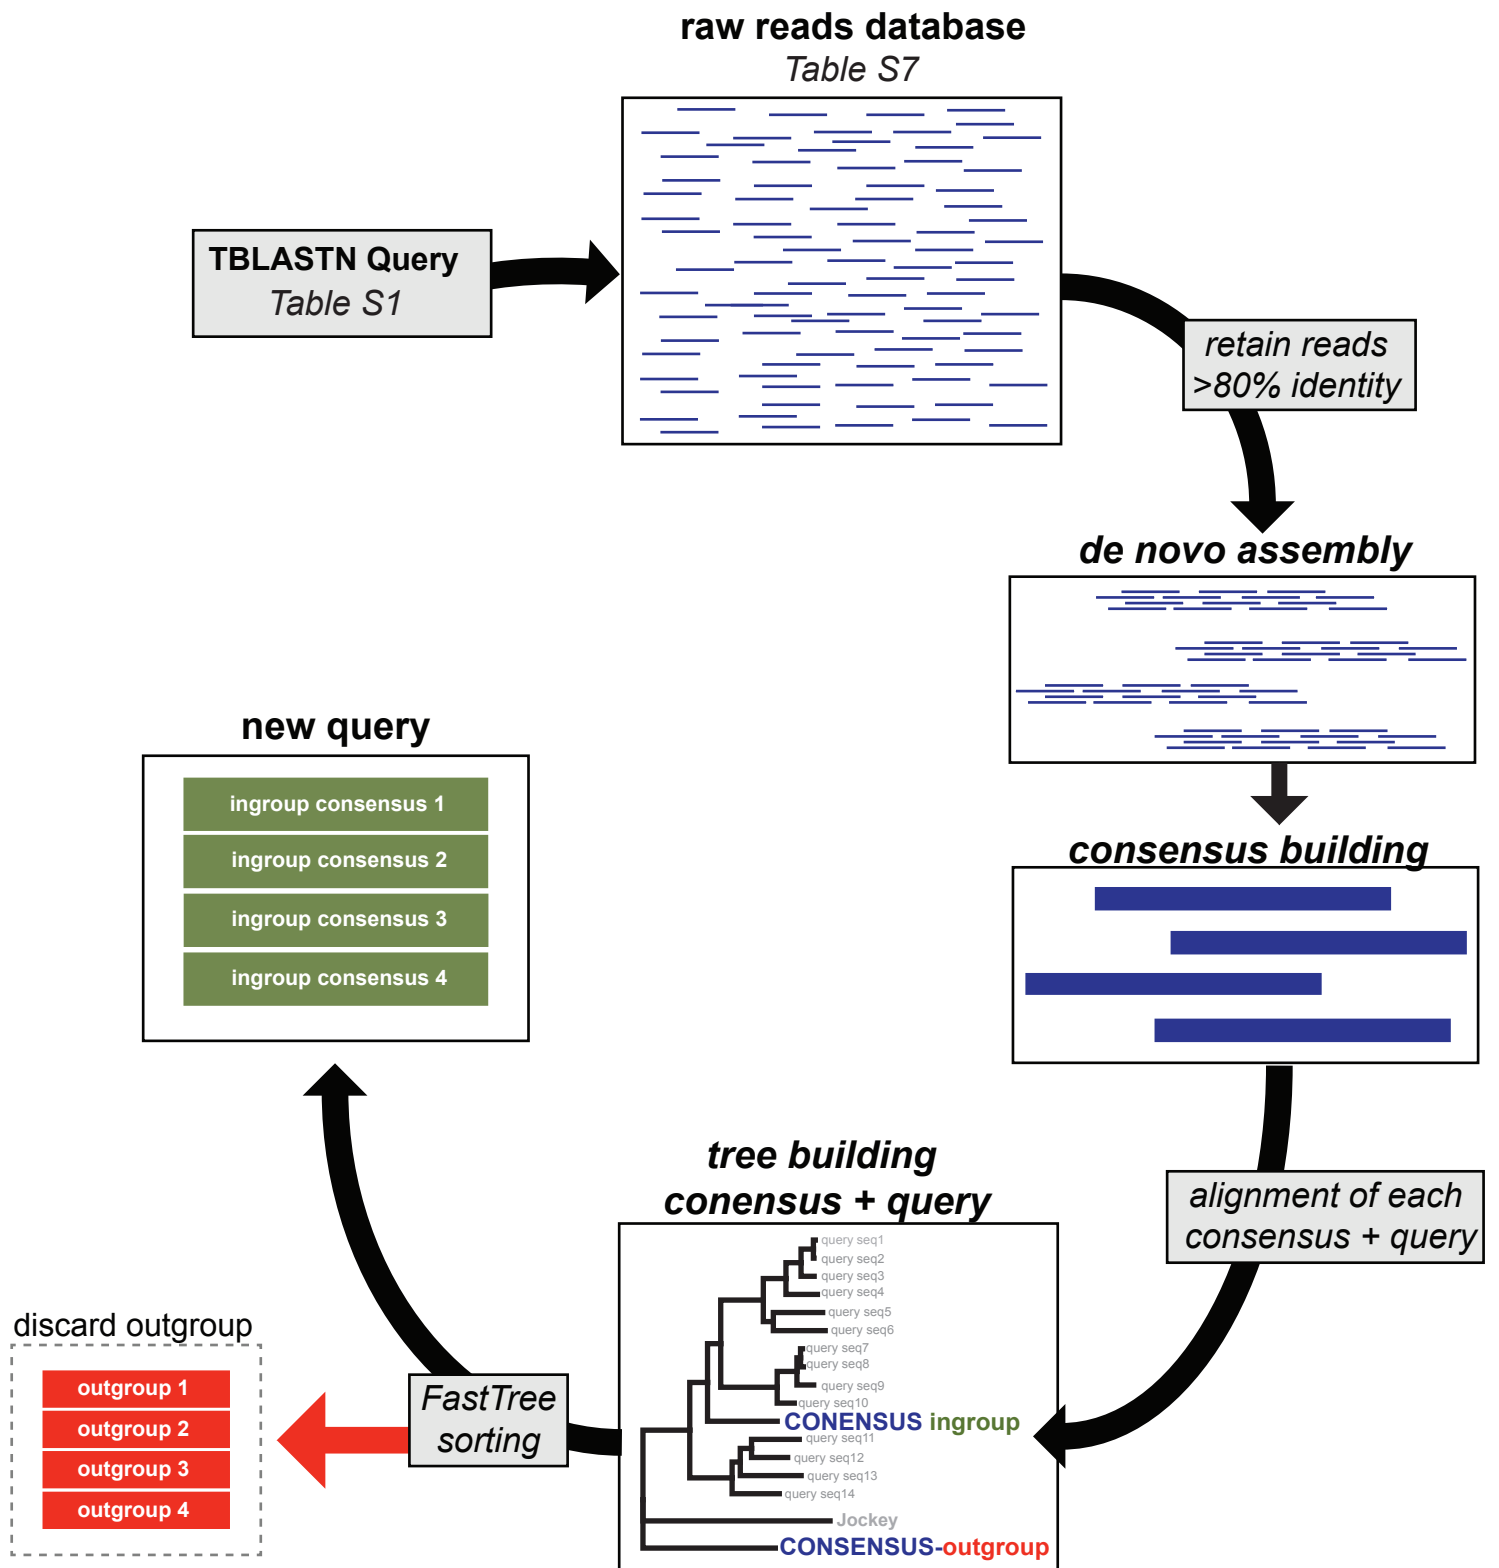 raw reads database
Table S7
TBLASTN Query
Table S1
retain reads
>80% identity
de novo assembly
consensus building
alignment of each
consensus + query
tree building
conensus + query
query seq1
query seq2
query seq3
query seq4
query seq5
query seq6
query seq7
query seq8
query seq9
query seq10
CONENSUS ingroup
query seq11
query seq12
query seq13
query seq14
Jockey
CONSENSUS-outgroup
FastTree
sorting
discard outgroup
outgroup 1
outgroup 2
outgroup 3
outgroup 4
new query
ingroup consensus 1
ingroup consensus 2
ingroup consensus 3
ingroup consensus 4